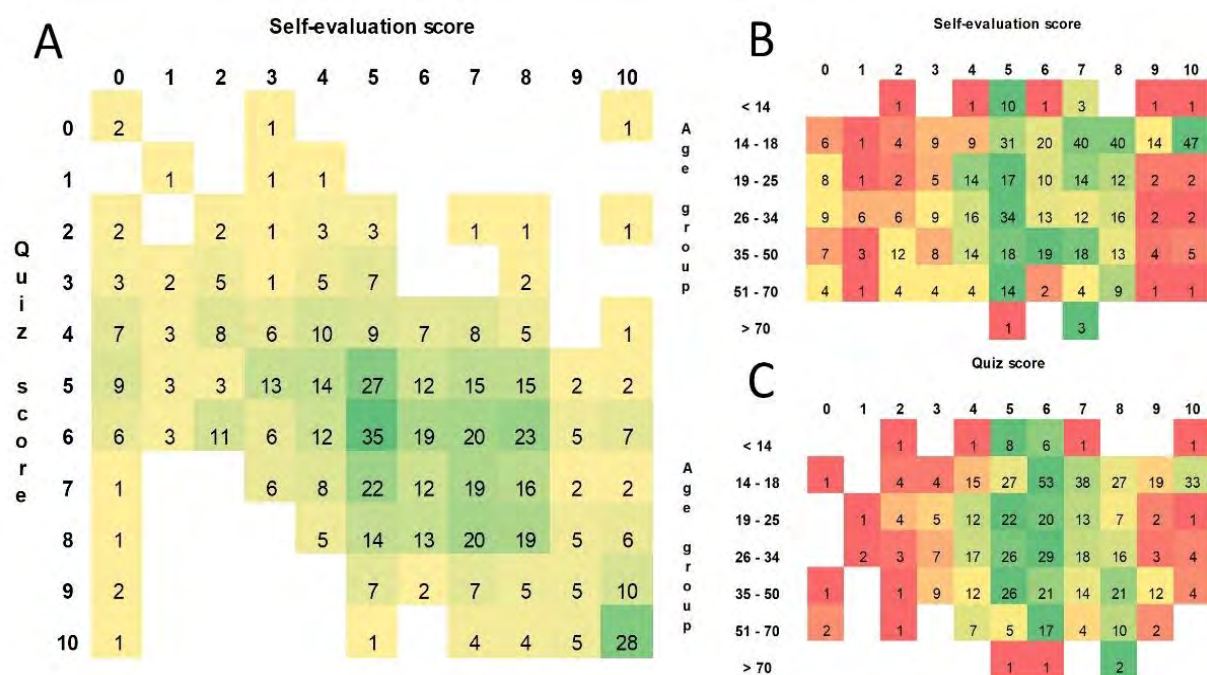 A
Self-evaluation score
0 1 2 3 4 5 6 7 8 9 10
Quiz score
0 2 1 1
1 1 1 1
2 2 2 1 3 3 1 1 1
3 3 2 5 1 5 7 2
4 7 3 8 6 10 9 7 8 5 1
5 9 3 3 13 14 27 12 15 15 2 2
6 6 3 11 6 12 35 19 20 23 5 7
7 1 6 8 22 12 19 16 2 2
8 1 5 14 13 20 19 5 6
9 2 7 2 7 5 5 10
10 1 1 4 4 5 28
B
Self-evaluation score
0 1 2 3 4 5 6 7 8 9 10
Age group
< 14 1 1 10 1 3 1 1
14 - 18 6 1 4 9 9 31 20 40 40 14 47
19 - 25 8 1 2 5 14 17 10 14 12 2 2
26 - 34 9 6 6 9 16 34 13 12 16 2 2
35 - 50 7 3 12 8 14 18 19 18 13 4 5
51 - 70 4 1 4 4 4 14 2 4 9 1 1
> 70 1 3
C
Quiz score
0 1 2 3 4 5 6 7 8 9 10
Age group
< 14 1 1 8 6 1 1
14 - 18 1 4 4 15 27 53 38 27 19 33
19 - 25 1 4 5 12 22 20 13 7 2 1
26 - 34 2 3 7 17 26 29 18 16 3 4
35 - 50 1 1 9 12 26 21 14 21 12 4
51 - 70 2 1 7 5 17 4 10 2
> 70 1 1 2